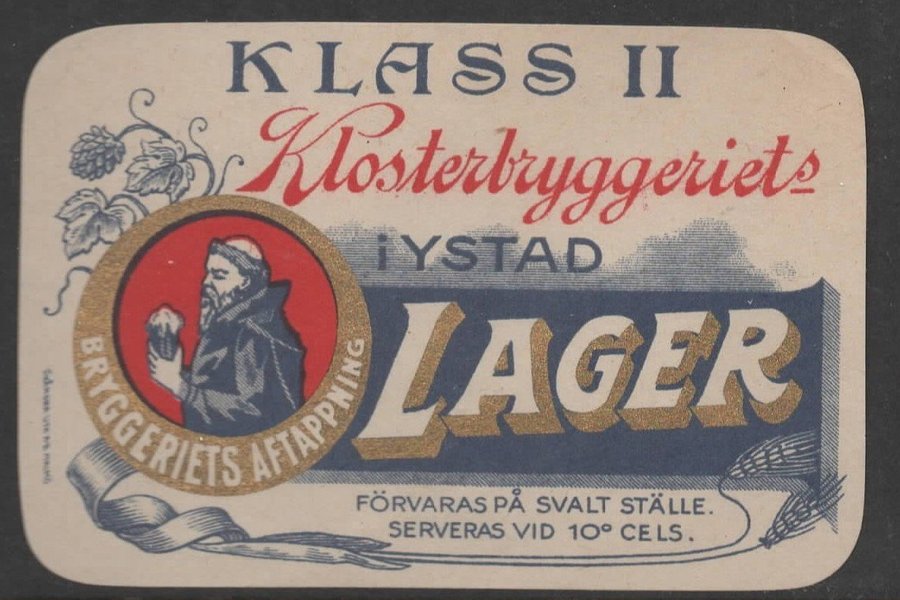 KLASS II
Klosterbryggeriets
i YSTAD
LAGER
BRYGGERIETS AFTAPPNING
FÖRVARAS PÅ SVALT STÄLLE.
SERVERAS VID 10° CELS.